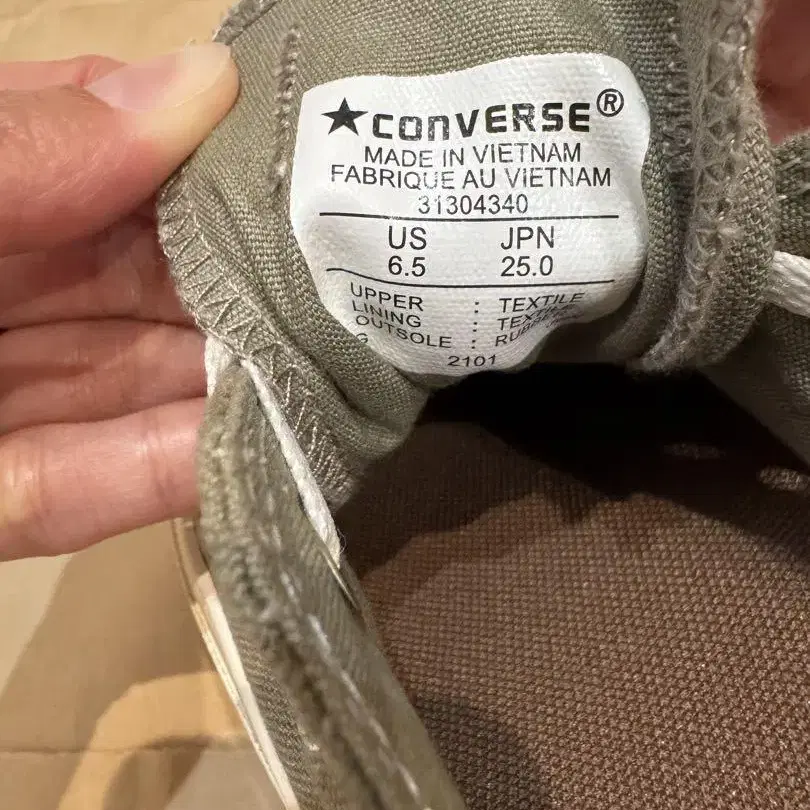 ★CONVERSE®
MADE IN VIETNAM
FABRIQUE AU VIETNAM
31304340
US JPN
6.5 25.0
UPPER : TEXTILE
LINING :
OUTSOLE :
2101